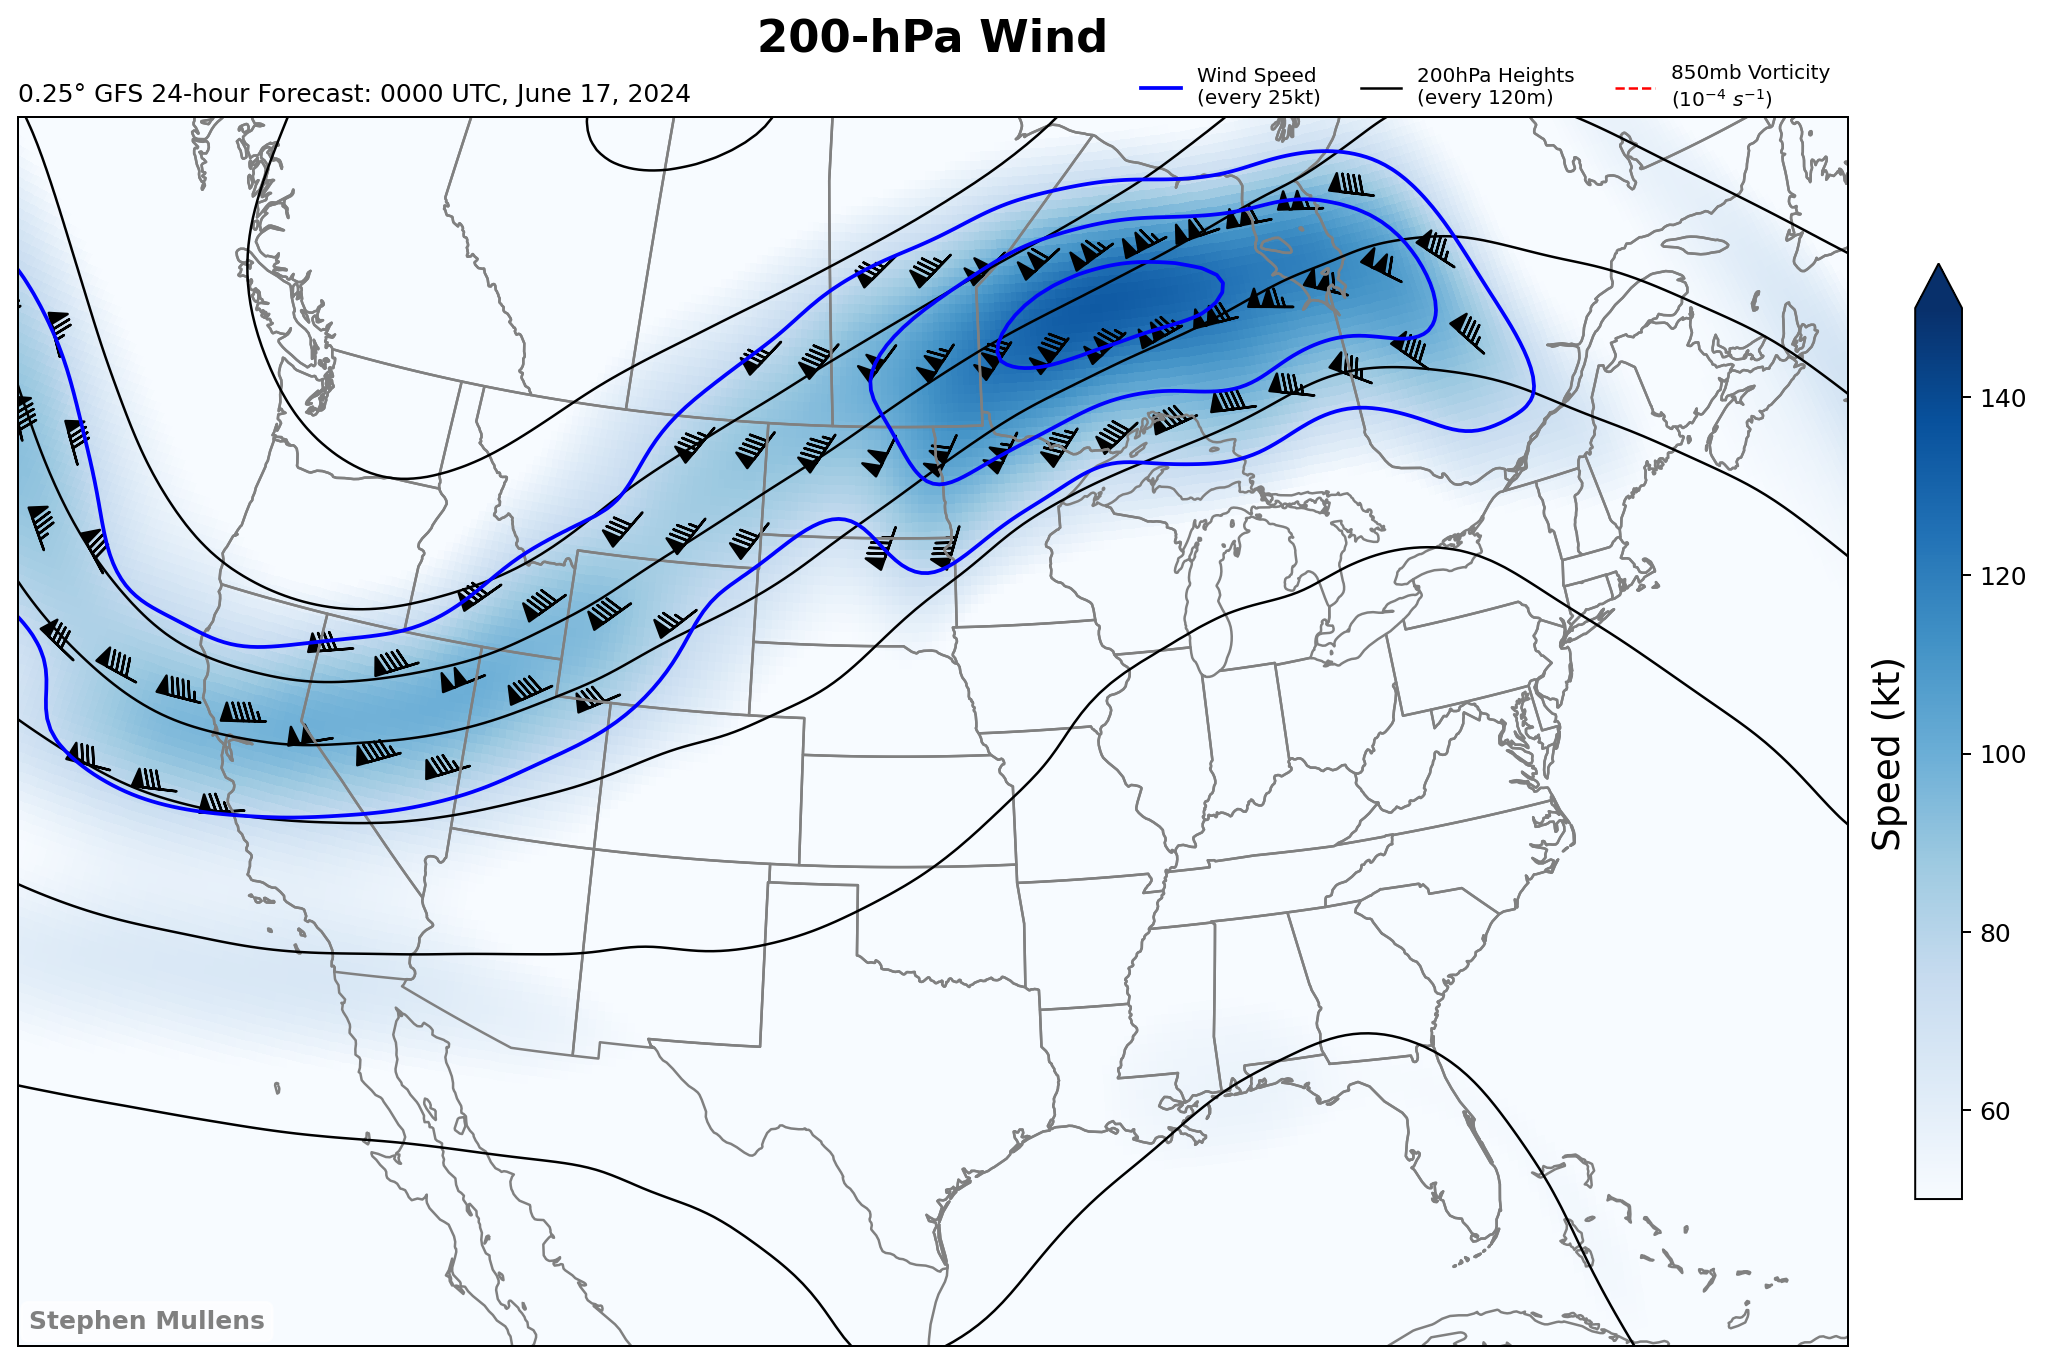 200-hPa Wind
0.25° GFS 24-hour Forecast: 0000 UTC, June 17, 2024
Wind Speed
(every 25kt)
200hPa Heights
(every 120m)
850mb Vorticity
(10⁻⁴ s⁻¹)
140
120
100
80
60
Speed (kt)
Stephen Mullens